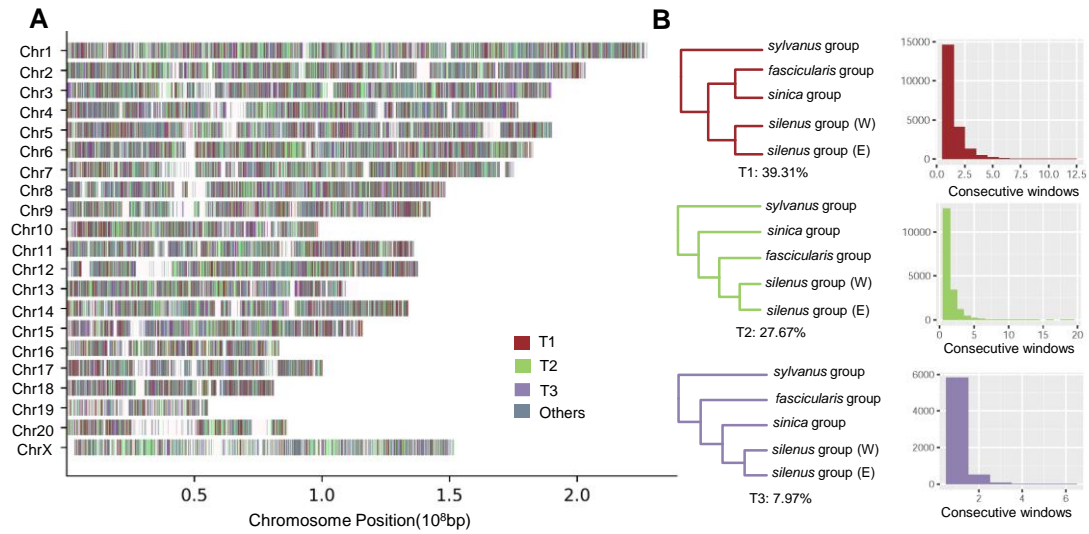 A
Chr1
Chr2
Chr3
Chr4
Chr5
Chr6
Chr7
Chr8
Chr9
Chr10
Chr11
Chr12
Chr13
Chr14
Chr15
Chr16
Chr17
Chr18
Chr19
Chr20
ChrX
T1
T2
T3
Others
0.5 1.0 1.5 2.0
Chromosome Position(10⁸bp)
B
sylvanus group
fascicularis group
sinica group
silenus group (W)
silenus group (E)
T1: 39.31%
15000
10000
5000
0
0.0 2.5 5.0 7.5 10.0 12.5
Consecutive windows
sylvanus group
sinica group
fascicularis group
silenus group (W)
silenus group (E)
T2: 27.67%
10000
5000
0
0 5 10 15 20
Consecutive windows
sylvanus group
fascicularis group
sinica group
silenus group (W)
silenus group (E)
T3: 7.97%
6000
4000
2000
0
2 4 6
Consecutive windows